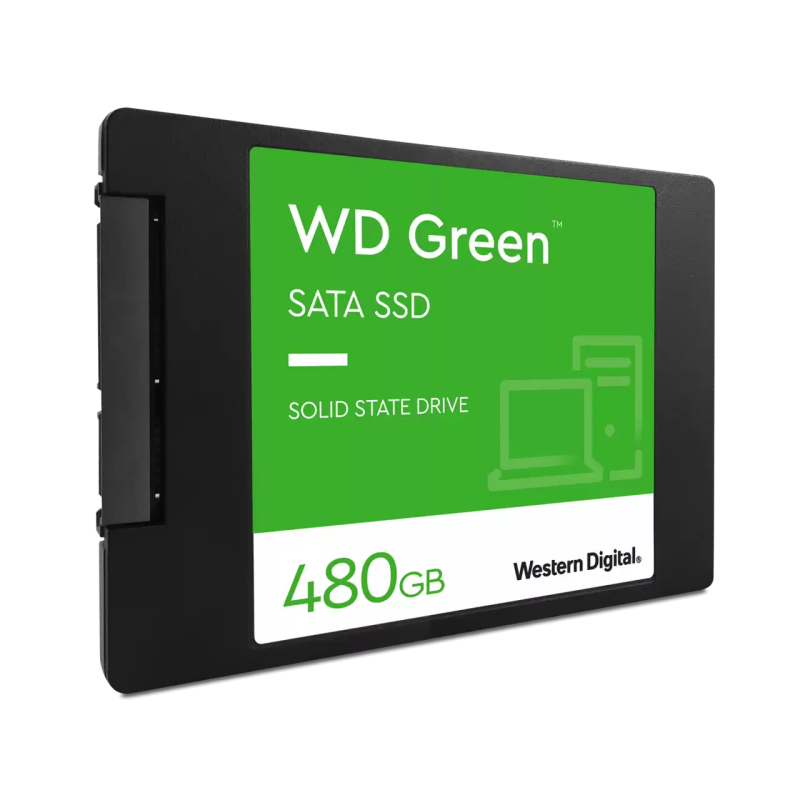 WD Green™
SATA SSD
SOLID STATE DRIVE
480GB
Western Digital®